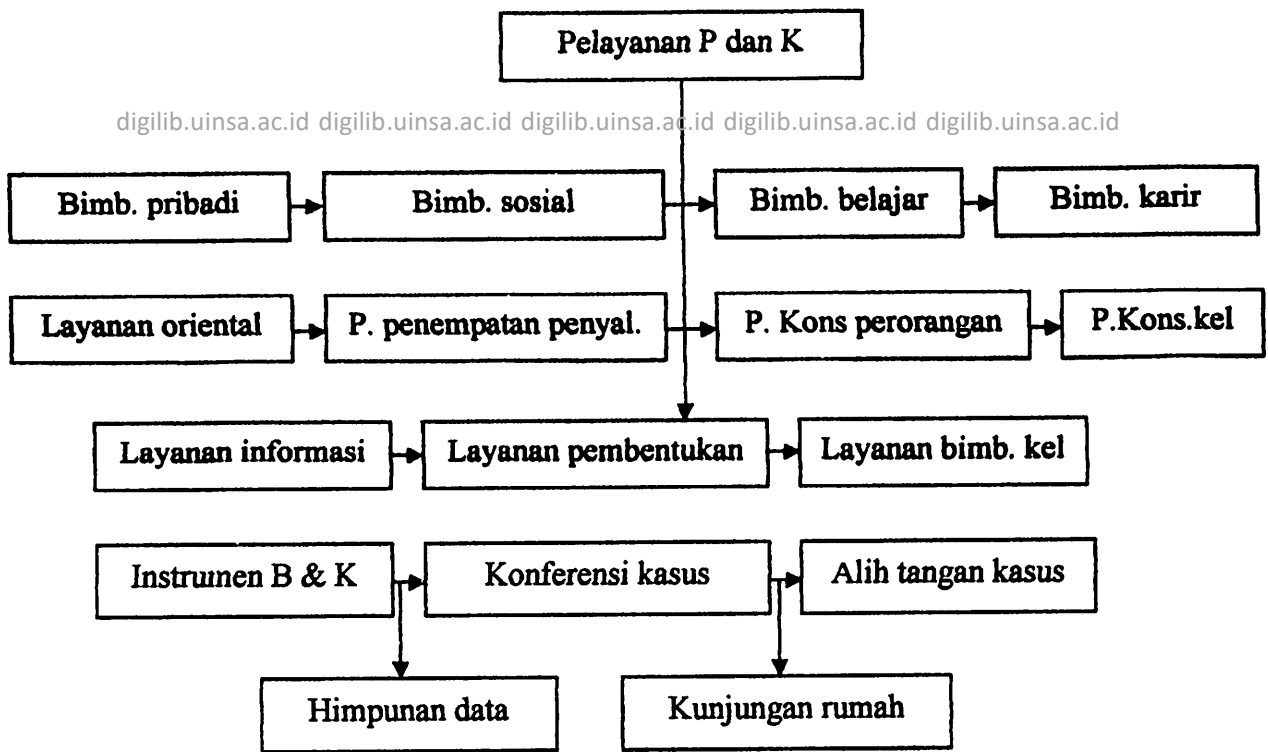 Pelayanan P dan K
digilib.uinsa.ac.id digilib.uinsa.ac.id digilib.uinsa.ac.id digilib.uinsa.ac.id digilib.uinsa.ac.id
Bimb. pribadi
Bimb. sosial
Bimb. belajar
Bimb. karir
Layanan oriental
P. penempatan penyal.
P. Kons perorangan
P.Kons.kel
Layanan informasi
Layanan pembentukan
Layanan bimb. kel
Instrumen B & K
Konferensi kasus
Alih tangan kasus
Himpunan data
Kunjungan rumah